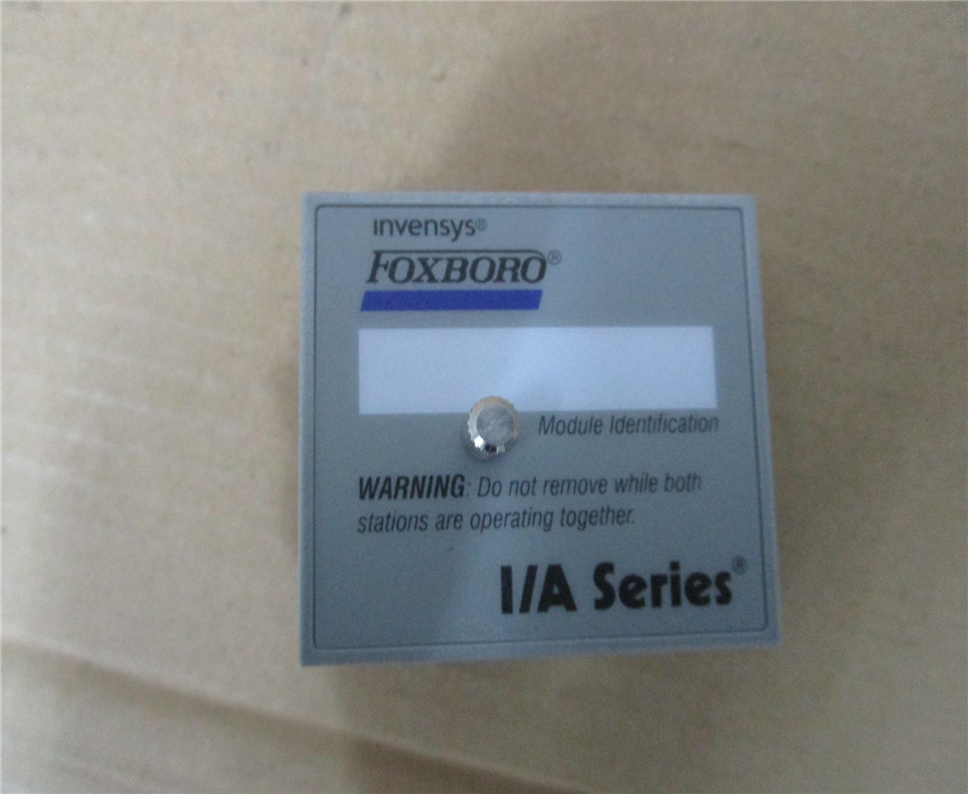 invensys®
FOXBORO®
Module Identification
WARNING: Do not remove while both
stations are operating together.
I/A Series®